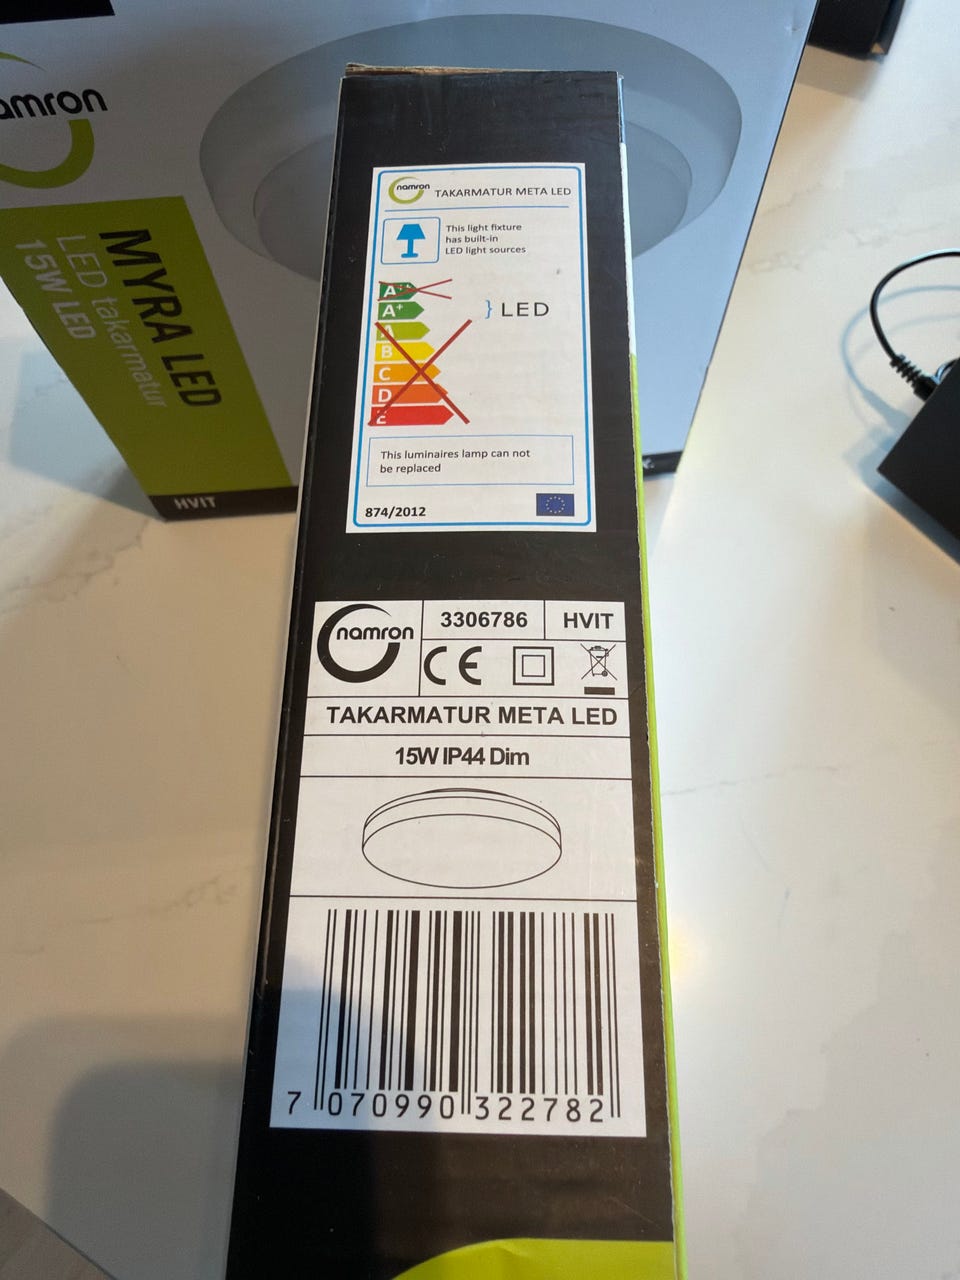 namron
MYRA LED
LED takarmatur
15W LED
HVIT
namron
TAKARMATUR META LED
This light fixture
has built-in
LED light sources
A++
A+
} LED
A
B
C
D
E
This luminaires lamp can not
be replaced
874/2012
namron
3306786
HVIT
CE
TAKARMATUR META LED
15W IP44 Dim
7 070990 322782